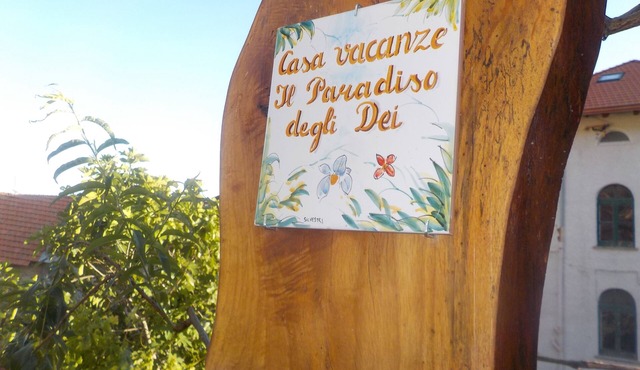 Casa vacanze
Il Paradiso
degli Dei